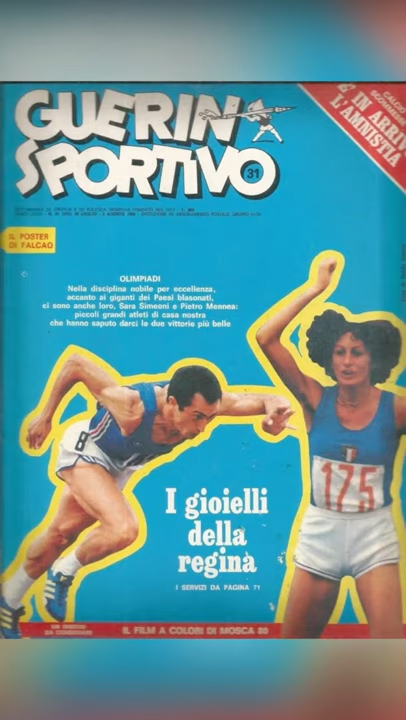 GUERIN
SPORTIVO
31
CALCIO
SCOMMESSE
È IN ARRIV
L'AMNISTIA
IL POSTER
DI FALCAO
OLIMPIADI
Nella disciplina nobile per eccellenza,
accanto ai giganti dei Paesi blasonati,
ci sono anche loro, Sara Simeoni e Pietro Mennea:
piccoli grandi atleti di casa nostra
che hanno saputo darci le due vittorie più belle
8
175
I gioielli
della
regina
I SERVIZI DA PAGINA 71
IL FILM A COLORI DI MOSCA 80